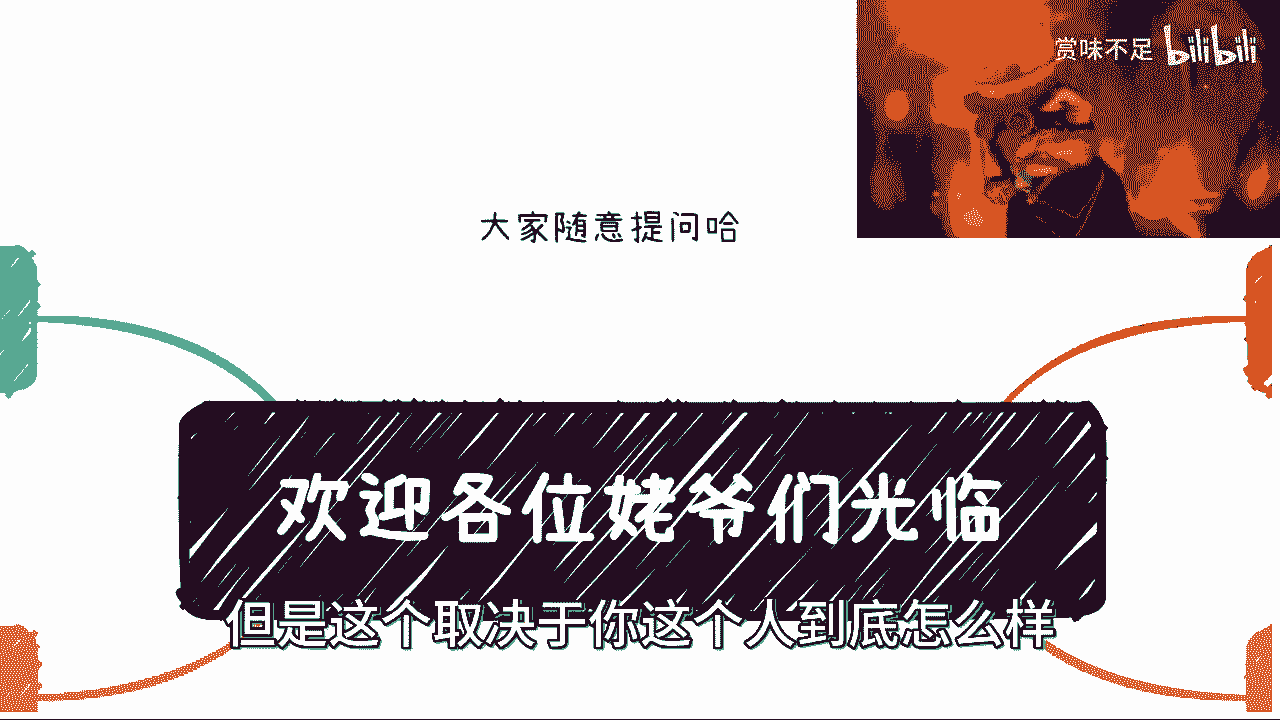 赏味不足 bilibili
大家随意提问哈
欢迎各位姥爷们光临
但是这个取决于你这个人到底怎么样